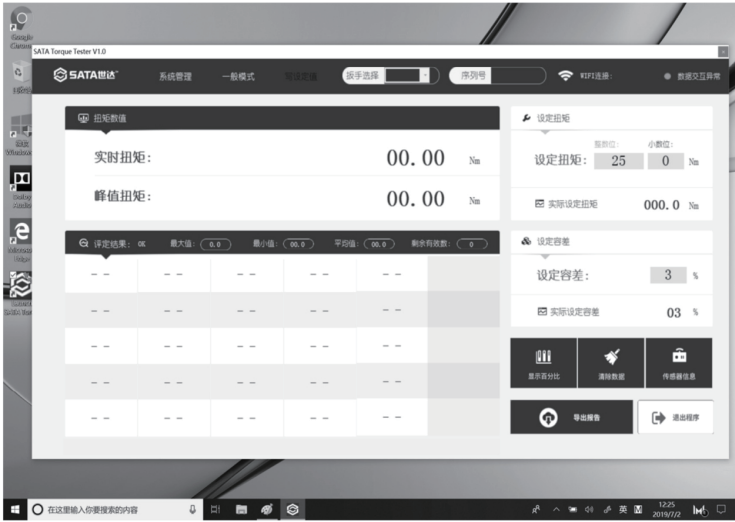 Google
Chrome
SATA Torque Tester V1.0
SATA世达
系统管理
一般模式
扳手选择
序列号
WIFI连接:
数据交互异常
扭矩数值
实时扭矩: 00.00 Nm
峰值扭矩: 00.00 Nm
设定扭矩
整数位: 小数位:
设定扭矩: 25 0 Nm
实际设定扭矩 000.0 Nm
评定结果: OK 最大值: 0.0 最小值: 00.0 平均值: 00.0 剩余有效数: 0
-- -- -- -- --
-- -- -- -- --
-- -- -- -- --
-- -- -- -- --
-- -- -- -- --
设定容差
设定容差: 3 %
实际设定容差 03 %
显示百分比
清除数据
传感器信息
导出报告
退出程序
在这里输入你要搜索的内容
英
M
12:25
2019/7/2